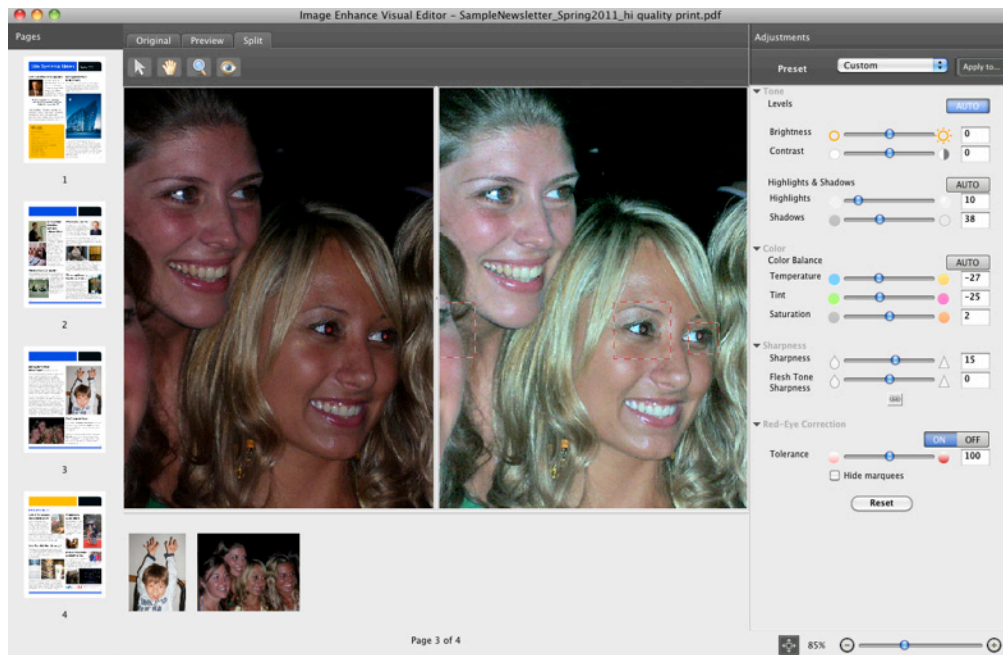 Image Enhance Visual Editor - SampleNewsletter_Spring2011_hi quality print.pdf
Pages
Original Preview Split
Adjustments
Preset Custom Apply to...
Tone
Levels AUTO
Brightness 0
Contrast 0
Highlights & Shadows AUTO
Highlights 10
Shadows 38
Color
Color Balance AUTO
Temperature -27
Tint -25
Saturation 2
Sharpness
Sharpness 15
Flesh Tone
Sharpness 0
Red-Eye Correction
ON OFF
Tolerance 100
Hide marquees
Reset
1
2
3
4
Page 3 of 4
85%